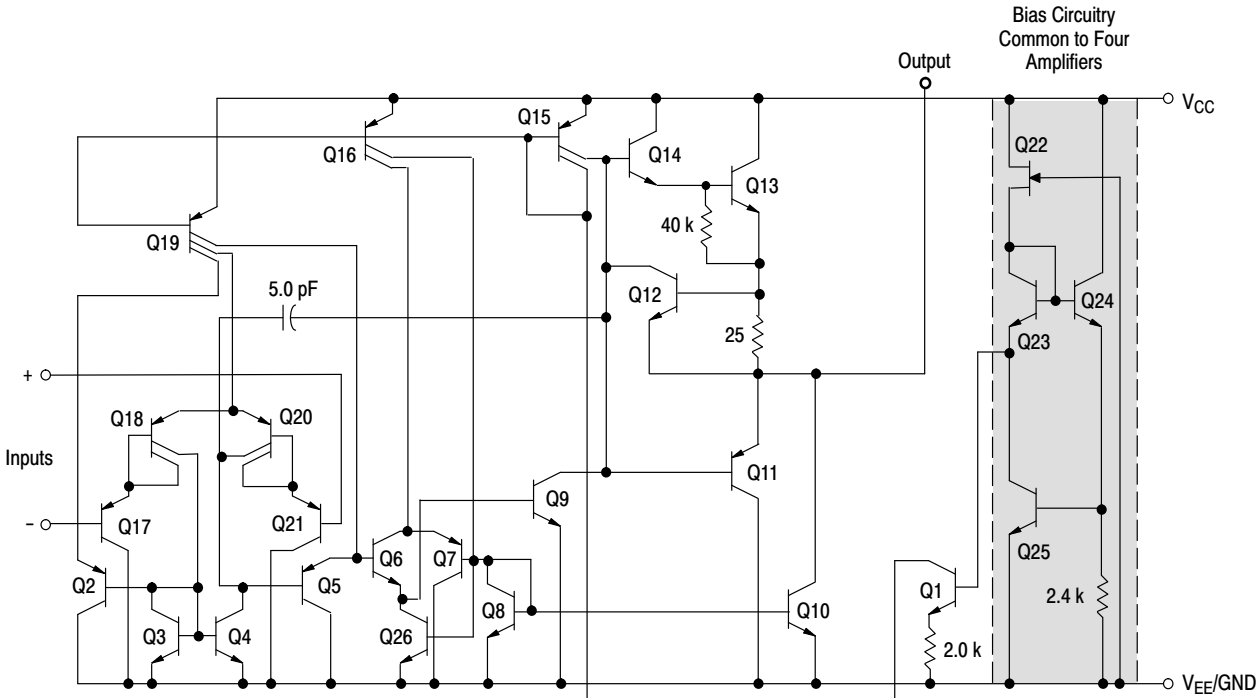 Bias Circuitry
Common to Four
Amplifiers
Output
VCC
Q15
Q22
Q16
Q14
Q13
40 k
Q19
5.0 pF
Q12
Q24
25
Q23
+
Q18
Q20
Inputs
Q9
Q11
-
Q17
Q21
Q25
Q6
Q7
Q2
Q5
Q1
Q8
Q10
2.4 k
Q3
Q4
Q26
2.0 k
VEE/GND